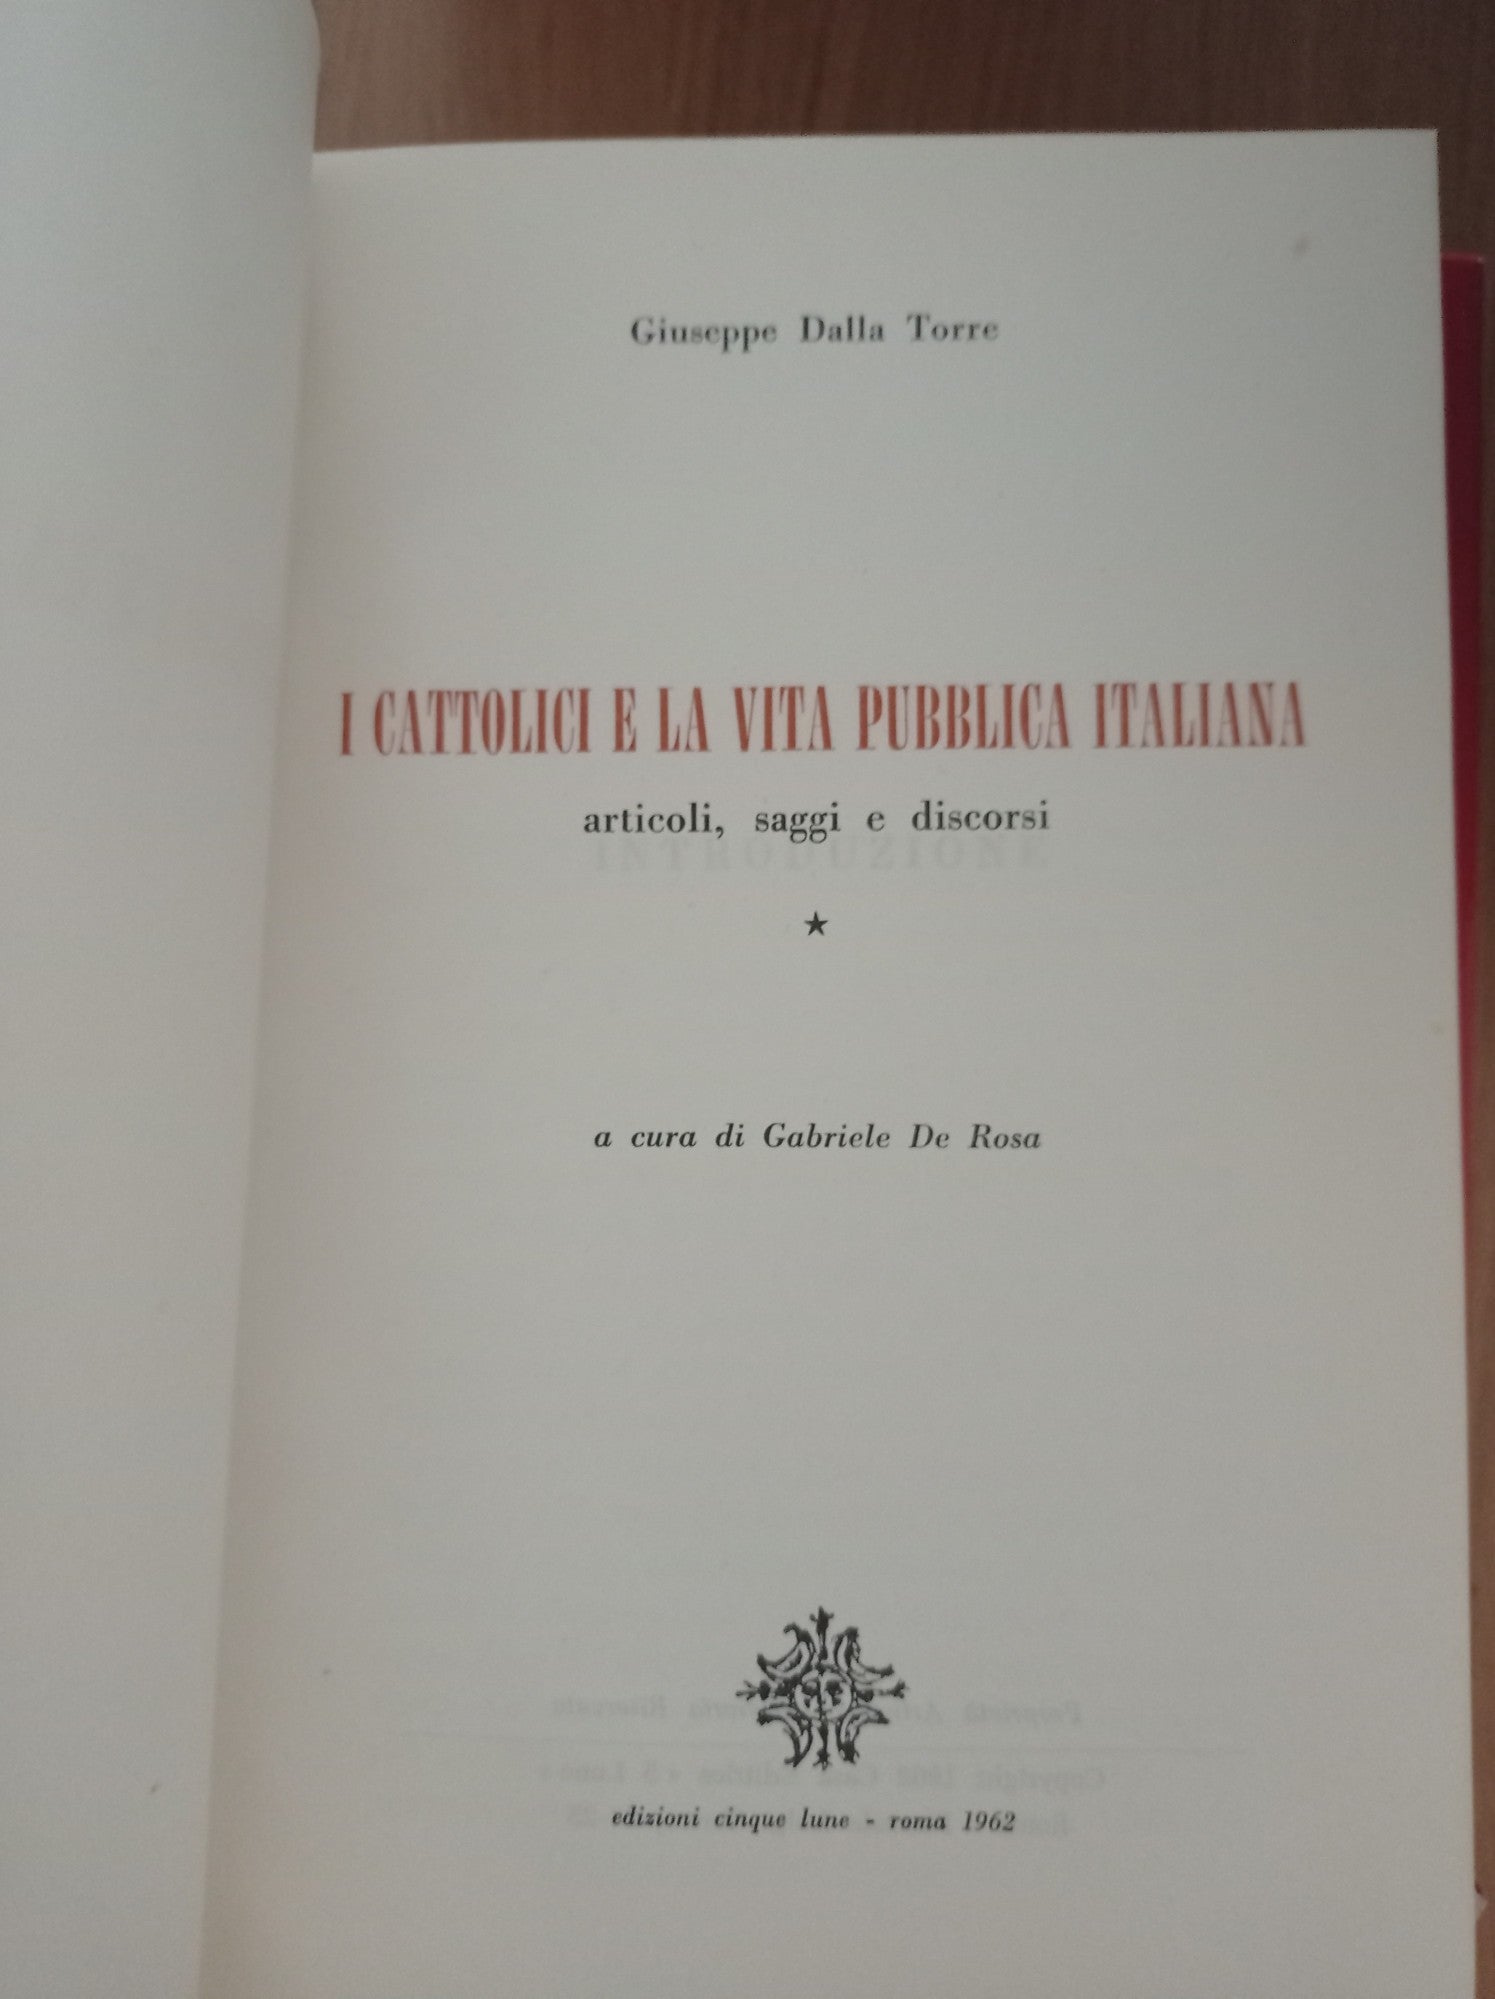 Giuseppe Dalla Torre
I CATTOLICI E LA VITA PUBBLICA ITALIANA
articoli, saggi e discorsi
INTRODUZIONE
★
a cura di Gabriele De Rosa
edizioni cinque lune - roma 1962